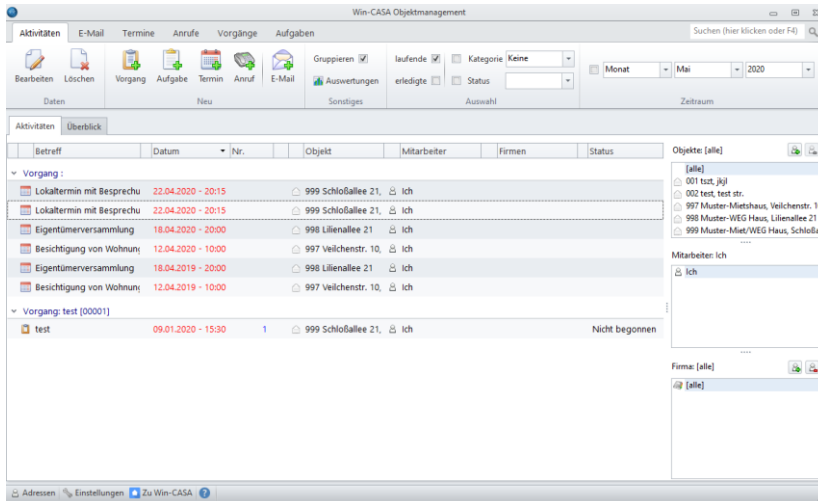 Win-CASA Objektmanagement
Aktivitäten E-Mail Termine Anrufe Vorgänge Aufgaben
Suchen (hier klicken oder F4)
Bearbeiten Löschen Vorgang Aufgabe Termin Anruf E-Mail
Gruppieren laufende Kategorie Keine
Auswertungen erledigte Status
Monat Mai 2020
Daten Neu Sonstiges Auswahl Zeitraum
Aktivitäten Überblick
Betreff Datum Nr. Objekt Mitarbeiter Firmen Status
Vorgang :
Lokaltermin mit Besprechu 22.04.2020 - 20:15 999 Schloßallee 21, Ich
Lokaltermin mit Besprechu 22.04.2020 - 20:15 999 Schloßallee 21, Ich
Eigentümerversammlung 18.04.2020 - 20:00 998 Lilienallee 21 Ich
Besichtigung von Wohnung 12.04.2020 - 10:00 997 Veilchenstr. 10, Ich
Eigentümerversammlung 18.04.2019 - 20:00 998 Lilienallee 21 Ich
Besichtigung von Wohnung 12.04.2019 - 10:00 997 Veilchenstr. 10, Ich
Vorgang: test [00001]
test 09.01.2020 - 15:30 1 999 Schloßallee 21, Ich Nicht begonnen
Objekte: [alle]
[alle]
001 tszt, jkjl
002 test, test str.
997 Muster-Mietshaus, Veilchenstr. 1
998 Muster-WEG Haus, Lilienallee 21
999 Muster-Miet/WEG Haus, Schloßa
Mitarbeiter: Ich
Ich
Firma: [alle]
[alle]
Adressen Einstellungen Zu Win-CASA